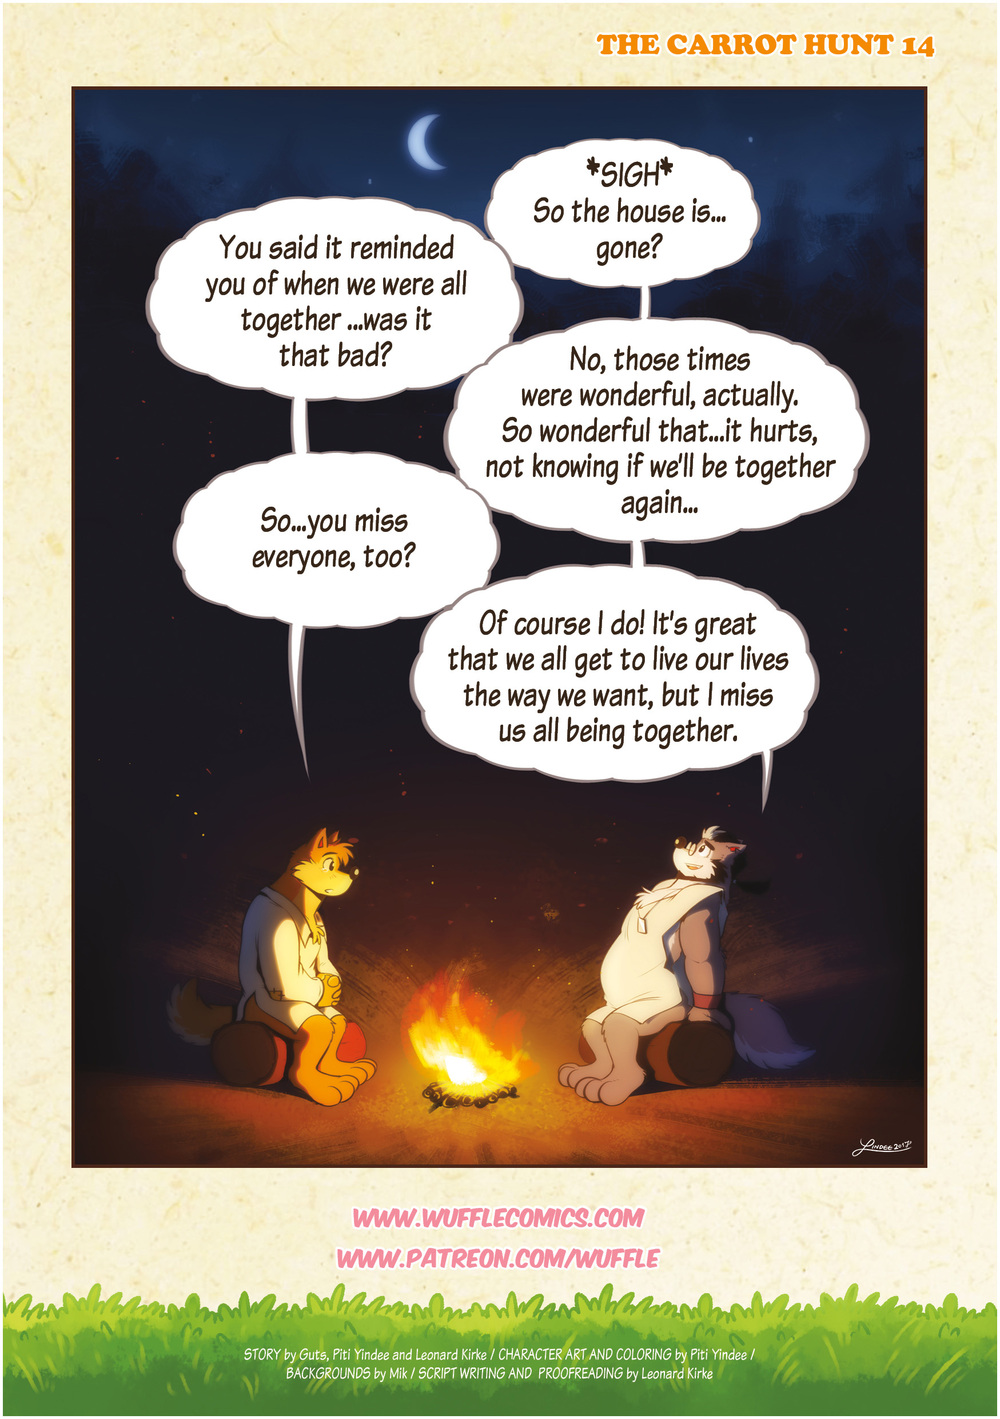 THE CARROT HUNT 14
*SIGH*
So the house is...
gone?
You said it reminded
you of when we were all
together ...was it
that bad?
No, those times
were wonderful, actually.
So wonderful that...it hurts,
not knowing if we'll be together
again...
So...you miss
everyone, too?
Of course I do! It's great
that we all get to live our lives
the way we want, but I miss
us all being together.
YINDEE 2017
WWW.WUFFLECOMICS.COM
WWW.PATREON.COM/WUFFLE
STORY by Guts, Piti Yindee and Leonard Kirke / CHARACTER ART AND COLORING by Piti Yindee /
BACKGROUNDS by Mik / SCRIPT WRITING AND PROOFREADING by Leonard Kirke